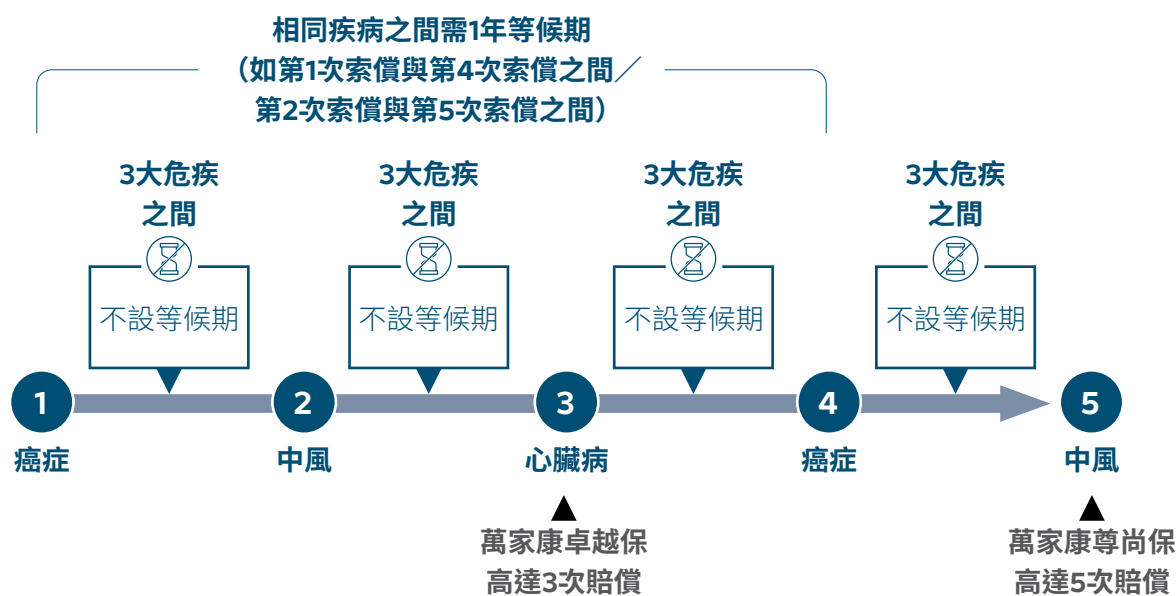 相同疾病之間需1年等候期
（如第1次索償與第4次索償之間／
第2次索償與第5次索償之間）
3大危疾
之間
不設等候期
3大危疾
之間
不設等候期
3大危疾
之間
不設等候期
3大危疾
之間
不設等候期
1
癌症
2
中風
3
心臟病
4
癌症
5
中風
萬家康卓越保
高達3次賠償
萬家康尊尚保
高達5次賠償